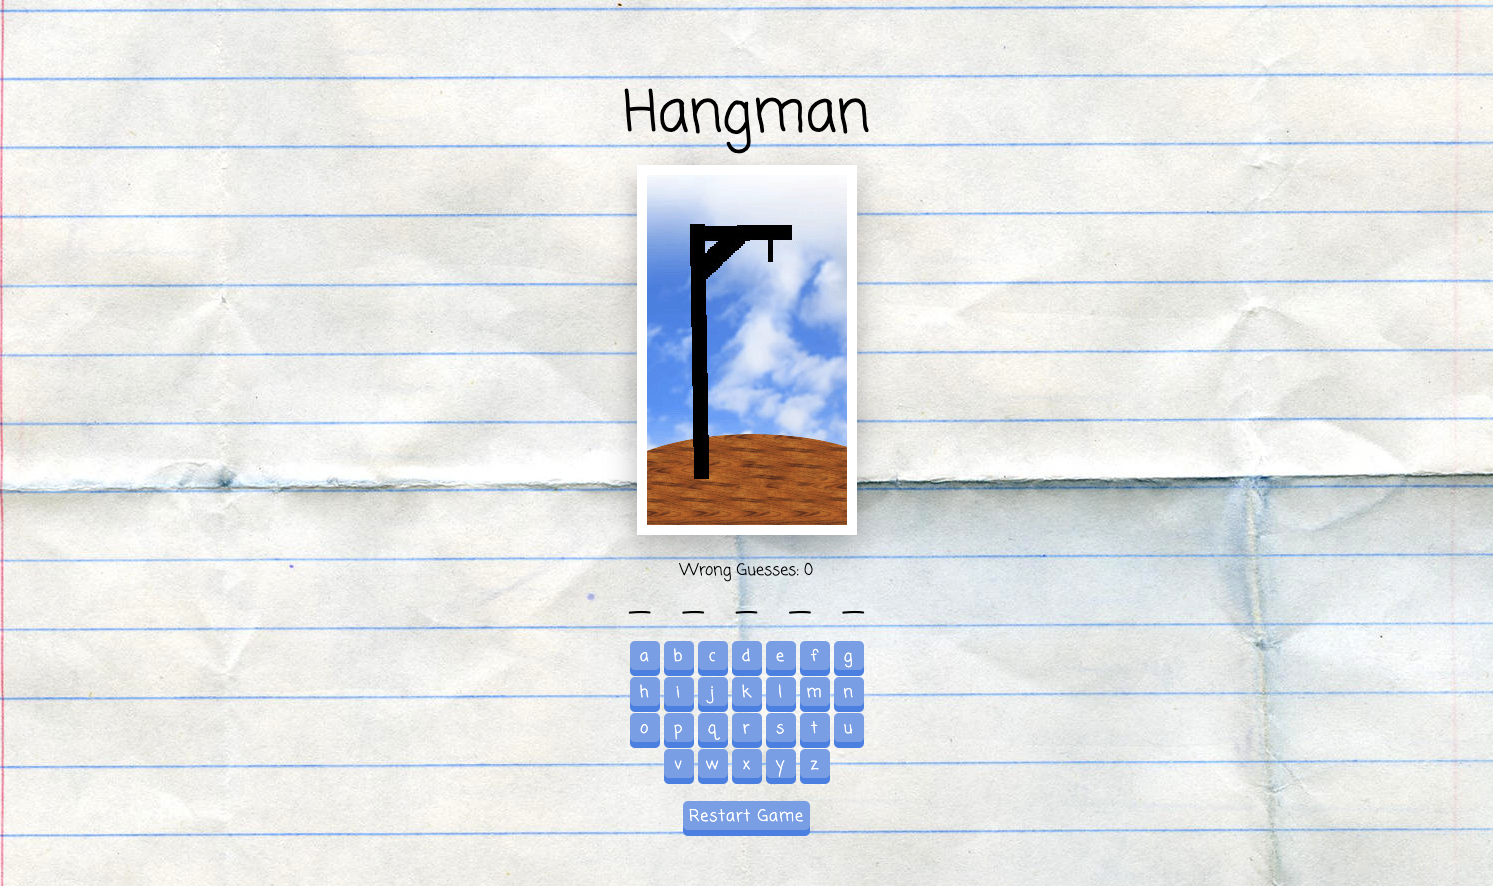 Hangman
Wrong Guesses: 0
_ _ _ _ _
a b c d e f g
h i j k l m n
o p q r s t u
v w x y z
Restart Game